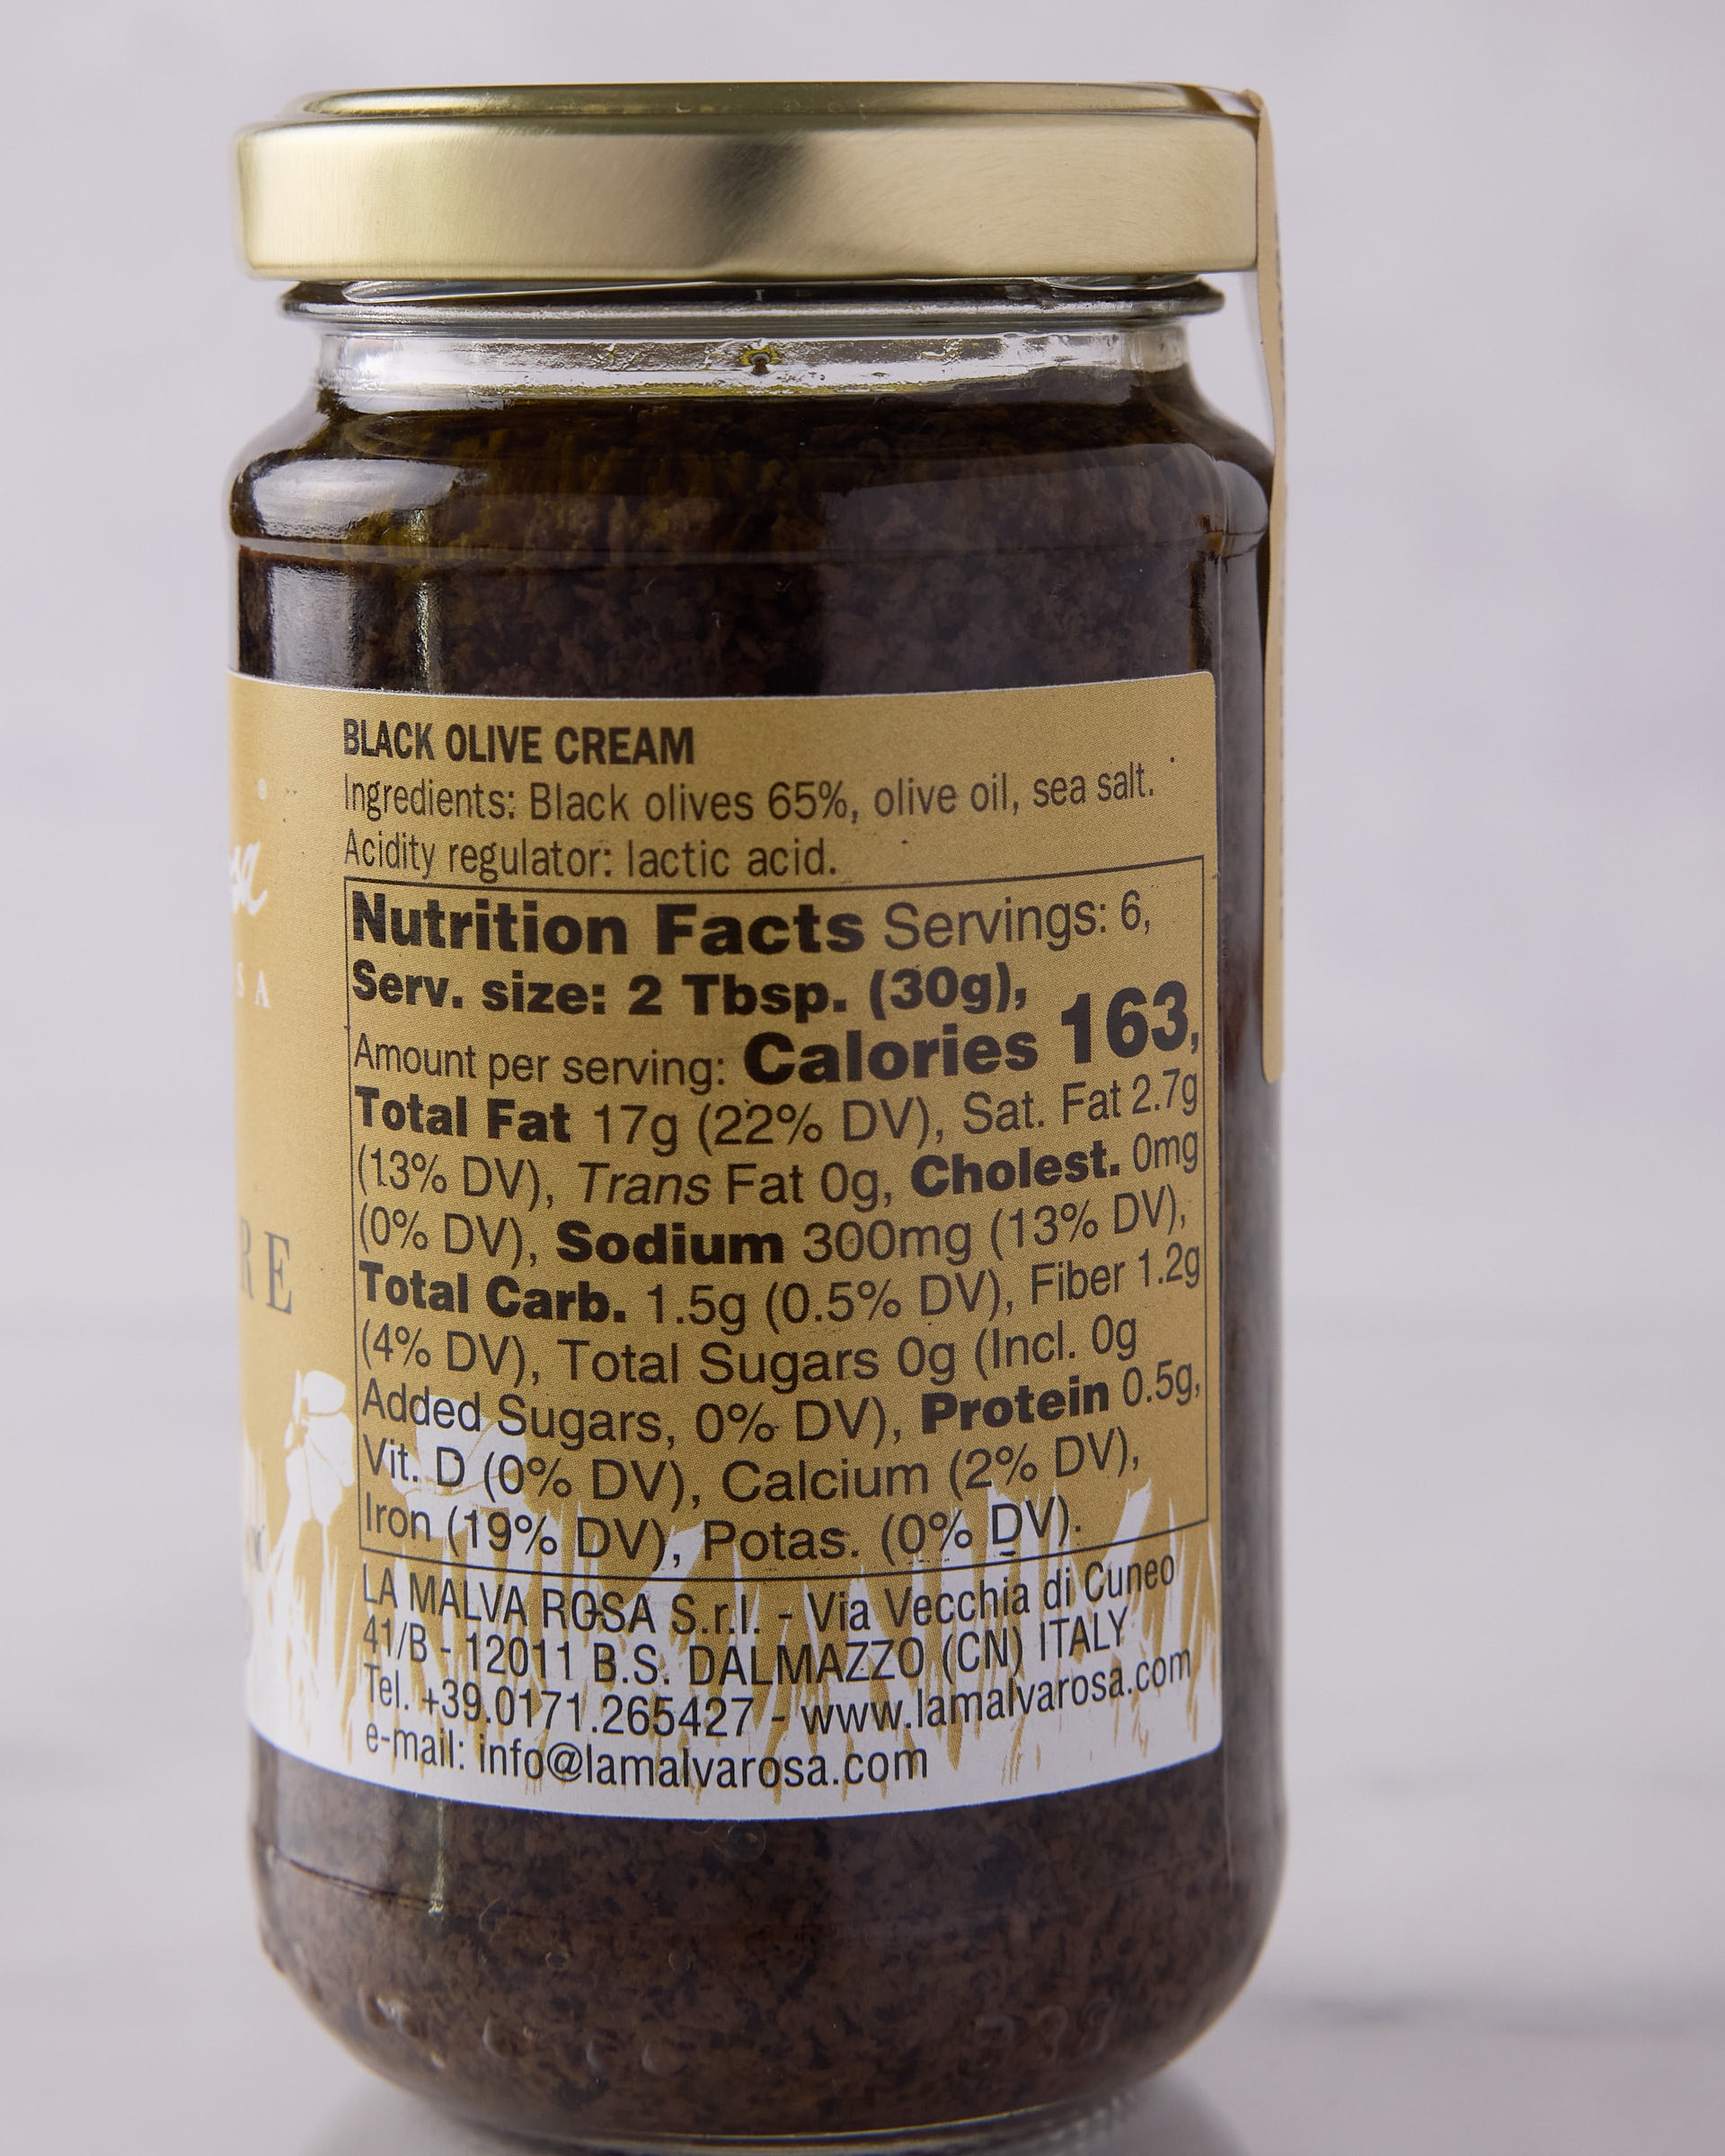 BLACK OLIVE CREAM
Ingredients: Black olives 65%, olive oil, sea salt.
Acidity regulator: lactic acid.
Nutrition Facts Servings: 6,
Serv. size: 2 Tbsp. (30g),
Amount per serving: Calories 163,
Total Fat 17g (22% DV), Sat. Fat 2.7g
(13% DV), Trans Fat 0g, Cholest. 0mg
(0% DV), Sodium 300mg (13% DV),
Total Carb. 1.5g (0.5% DV), Fiber 1.2g
(4% DV), Total Sugars 0g (Incl. 0g
Added Sugars, 0% DV), Protein 0.5g,
Vit. D (0% DV), Calcium (2% DV),
Iron (19% DV), Potas. (0% DV).
LA MALVA ROSA S.r.l. - Via Vecchia di Cuneo
41/B - 12011 B.S. DALMAZZO (CN) ITALY
Tel. +39.0171.265427 - www.lamalvarosa.com
e-mail: info@lamalvarosa.com